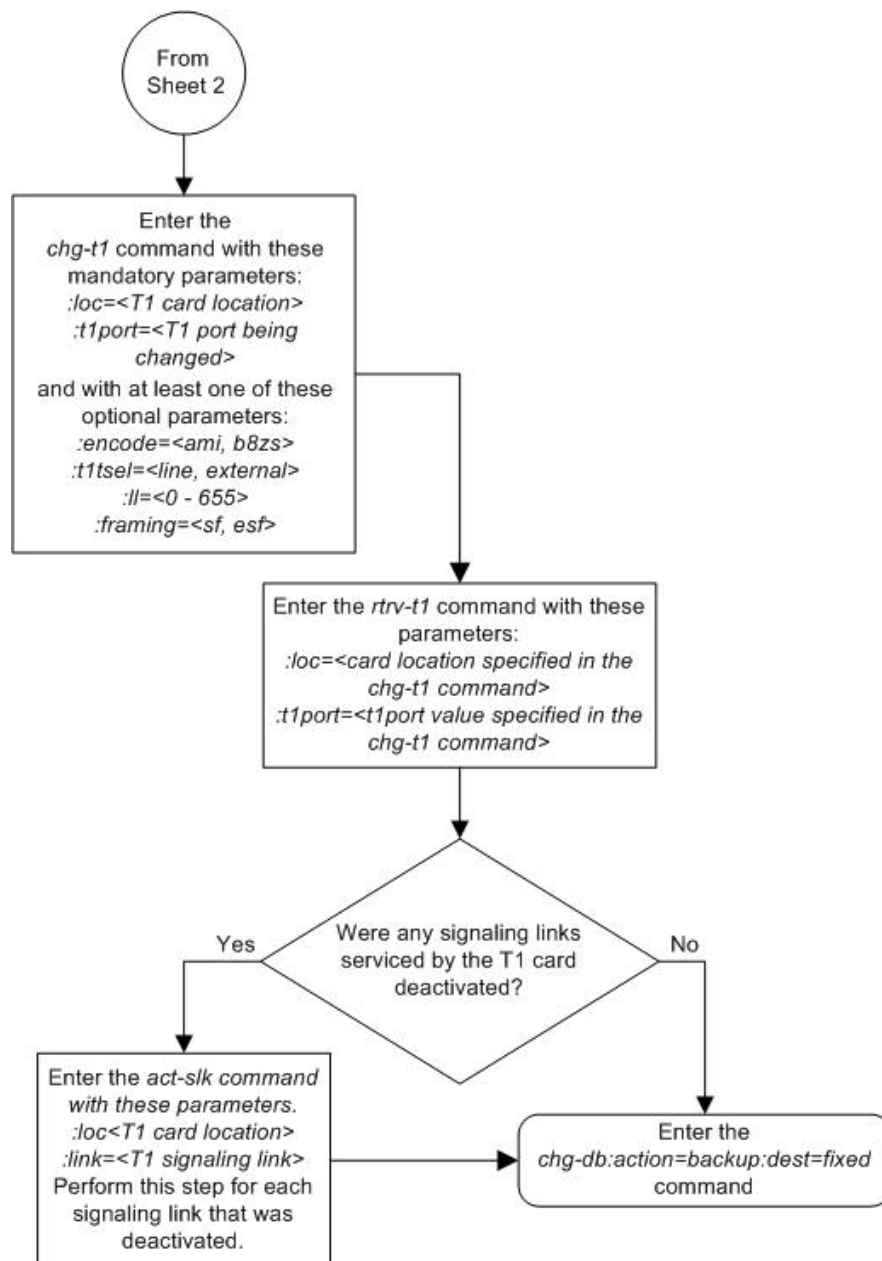 From
Sheet 2
Enter the
chg-t1 command with these
mandatory parameters:
:loc=<T1 card location>
:t1port=<T1 port being
changed>
and with at least one of these
optional parameters:
:encode=<ami, b8zs>
:t1tsel=<line, external>
:ll=<0 - 655>
:framing=<sf, esf>
Enter the rtrv-t1 command with these
parameters:
:loc=<card location specified in the
chg-t1 command>
:t1port=<t1port value specified in the
chg-t1 command>
Were any signaling links
serviced by the T1 card
deactivated?
Yes
No
Enter the act-slk command
with these parameters.
:loc<T1 card location>
:link=<T1 signaling link>
Perform this step for each
signaling link that was
deactivated.
Enter the
chg-db:action=backup:dest=fixed
command